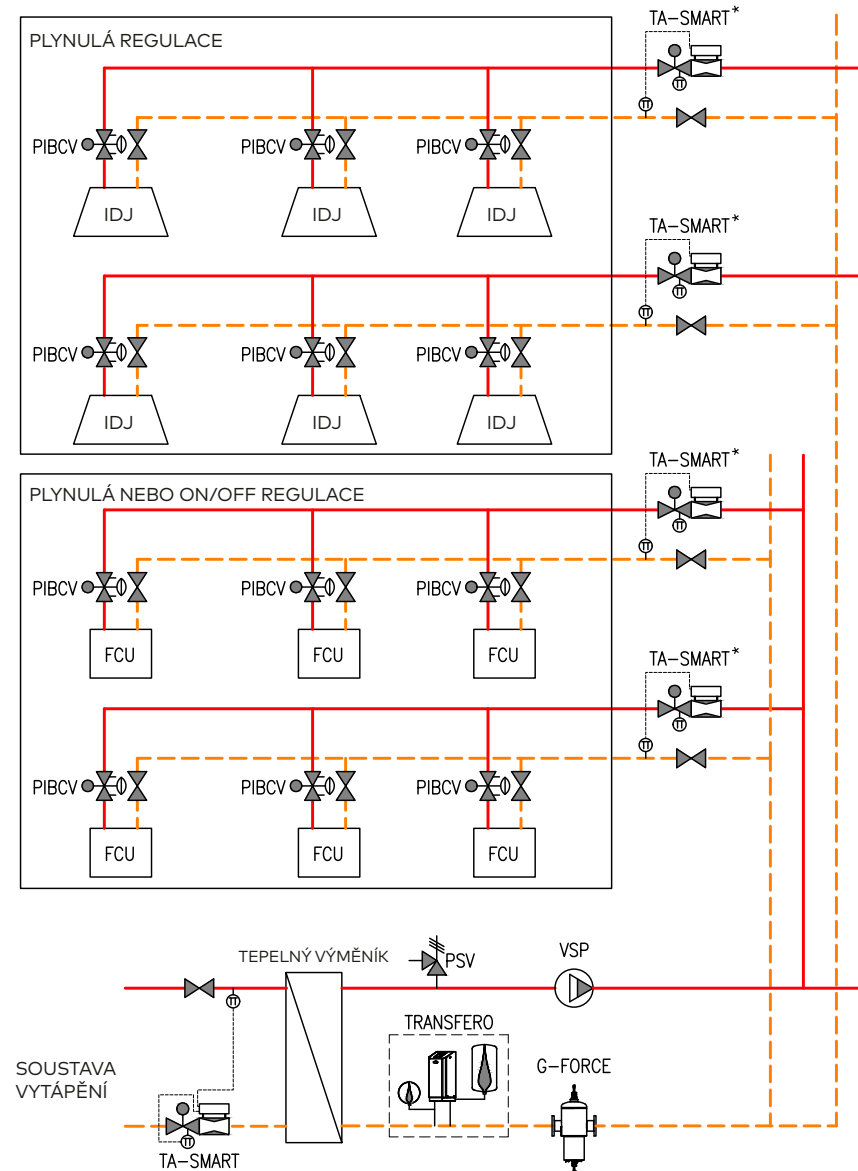 TA-SMART*
PLYNULÁ REGULACE
PIBCV PIBCV PIBCV
IDJ IDJ IDJ
TA-SMART*
PIBCV PIBCV PIBCV
IDJ IDJ IDJ
TA-SMART*
PLYNULÁ NEBO ON/OFF REGULACE
PIBCV PIBCV PIBCV
FCU FCU FCU
TA-SMART*
PIBCV PIBCV PIBCV
FCU FCU FCU
TEPELNÝ VÝMĚNÍK
PSV
VSP
TRANSFERO
SOUSTAVA
VYTÁPĚNÍ
G-FORCE
TA-SMART